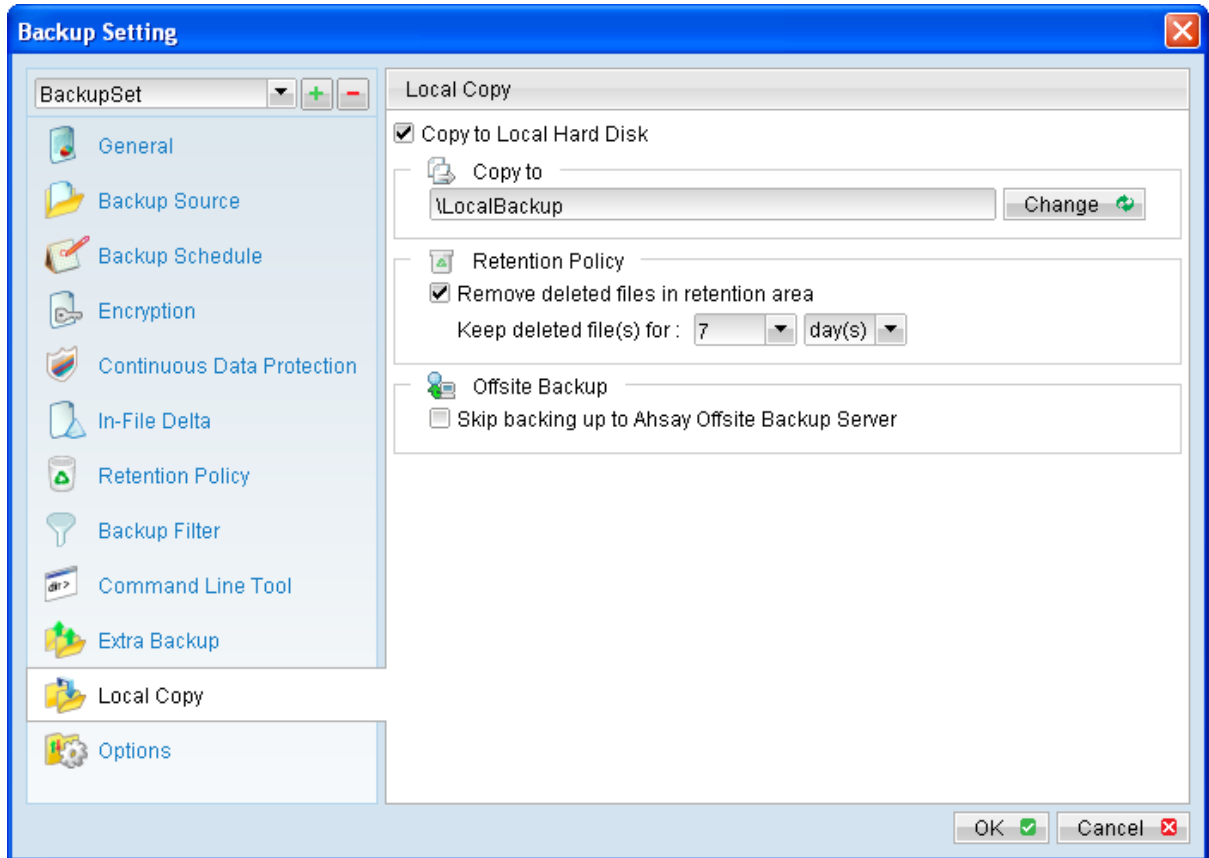 Backup Setting
BackupSet
General
Backup Source
Backup Schedule
Encryption
Continuous Data Protection
In-File Delta
Retention Policy
Backup Filter
dir>
Command Line Tool
Extra Backup
Local Copy
Options
Local Copy
Copy to Local Hard Disk
Copy to
\LocalBackup
Change
Retention Policy
Remove deleted files in retention area
Keep deleted file(s) for : 7 day(s)
Offsite Backup
Skip backing up to Ahsay Offsite Backup Server
OK Cancel